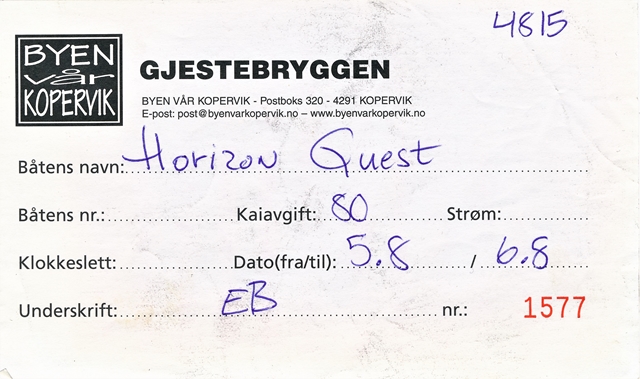 4815
BYEN
vår
KOPERVIK
GJESTEBRYGGEN
BYEN VÅR KOPERVIK - Postboks 320 - 4291 KOPERVIK
E-post: post@byenvarkopervik.no – www.byenvarkopervik.no
Båtens navn: Horizon Quest
Båtens nr.: Kaiavgift: 80 Strøm:
Klokkeslett: Dato(fra/til): 5.8 / 6.8
Underskrift: EB nr.: 1577